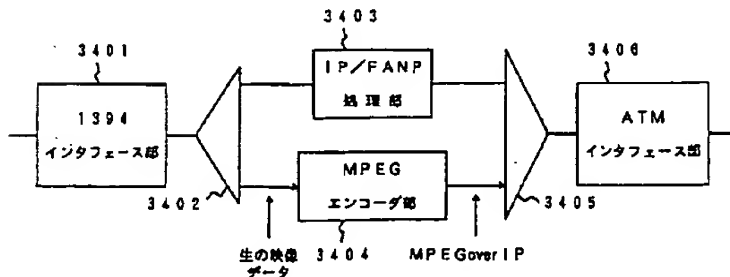 3401
1394
インタフェース部
3402
3403
IP/FANP
処理部
MPEG
エンコーダ部
3404
生の映像
データ
MPEGoverIP
3405
3406
ATM
インタフェース部